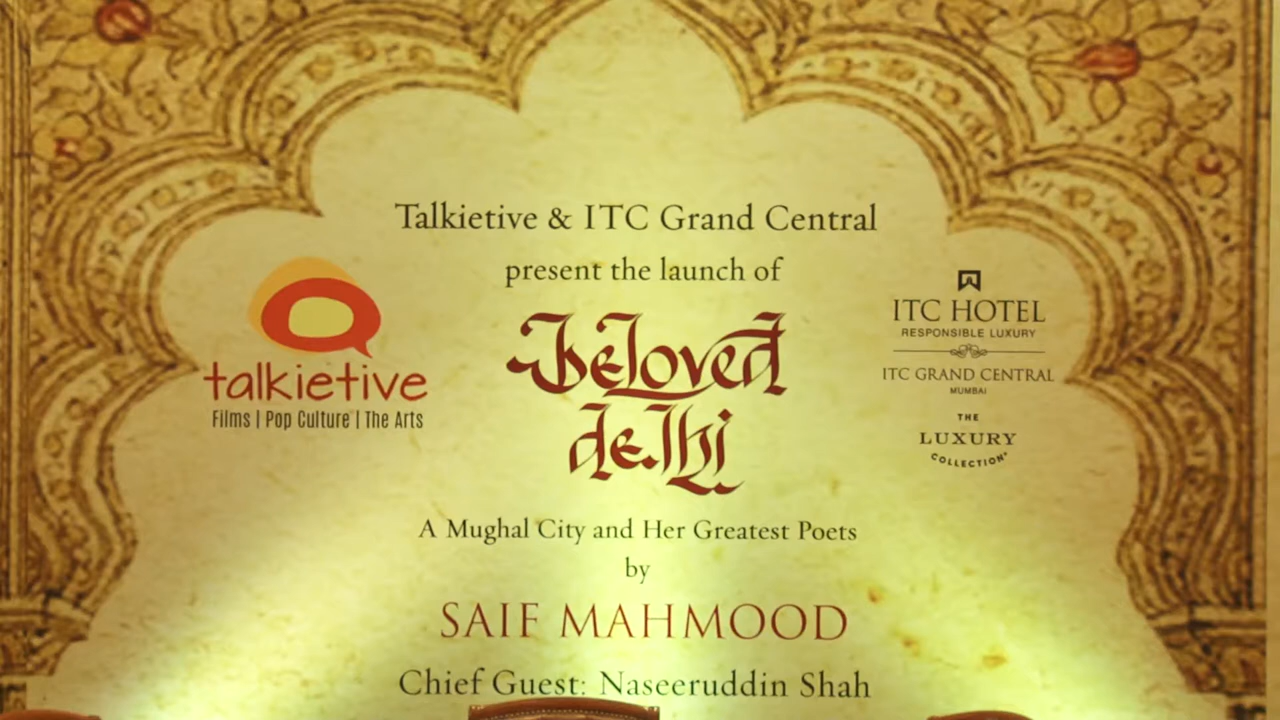 Talkietive & ITC Grand Central
present the launch of
Beloved
delhi
A Mughal City and Her Greatest Poets
by
SAIF MAHMOOD
Chief Guest: Naseeruddin Shah
talkietive
Films | Pop Culture | The Arts
ITC HOTEL
RESPONSIBLE LUXURY
ITC GRAND CENTRAL
MUMBAI
THE
LUXURY
COLLECTION